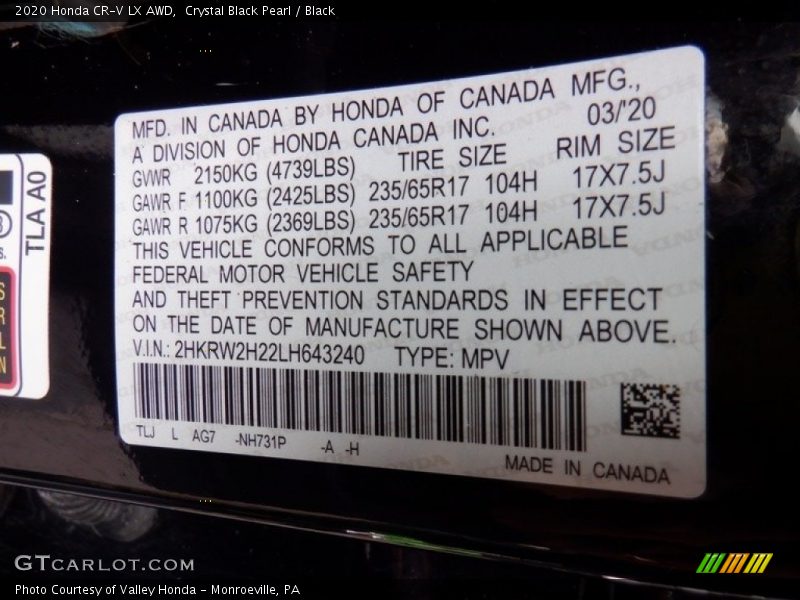 2020 Honda CR-V LX AWD,  Crystal Black Pearl / Black
MFD. IN CANADA BY HONDA OF CANADA MFG.,
A DIVISION OF HONDA CANADA INC. 03/'20
GVWR 2150KG (4739LBS) TIRE SIZE RIM SIZE
GAWR F 1100KG (2425LBS) 235/65R17 104H 17X7.5J
GAWR R 1075KG (2369LBS) 235/65R17 104H 17X7.5J
THIS VEHICLE CONFORMS TO ALL APPLICABLE
FEDERAL MOTOR VEHICLE SAFETY
AND THEFT PREVENTION STANDARDS IN EFFECT
ON THE DATE OF MANUFACTURE SHOWN ABOVE.
V.I.N.: 2HKRW2H22LH643240 TYPE: MPV
TLJ L AG7 -NH731P -A -H
MADE IN CANADA
TLA A0
GTCARLOT.COM
Photo Courtesy of Valley Honda - Monroeville, PA